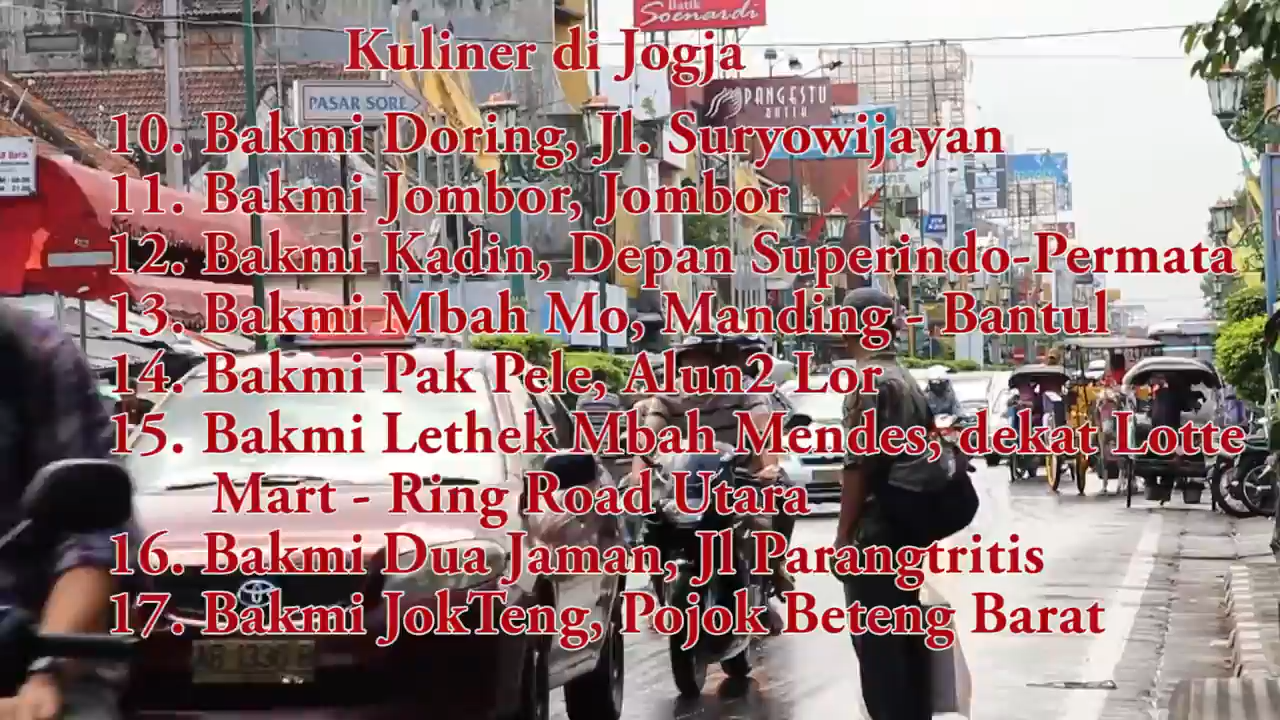 Batik
Soenardi
Kuliner di Jogja
PASAR SORE
PANGESTU
BATIK
10. Bakmi Doring, Jl. Suryowijayan
11. Bakmi Jombor, Jombor
12. Bakmi Kadin, Depan Superindo-Permata
13. Bakmi Mbah Mo, Manding - Bantul
14. Bakmi Pak Pele, Alun2 Lor
15. Bakmi Lethek Mbah Mendes, dekat Lotte
Mart - Ring Road Utara
16. Bakmi Dua Jaman, Jl Parangtritis
17. Bakmi JokTeng, Pojok Beteng Barat